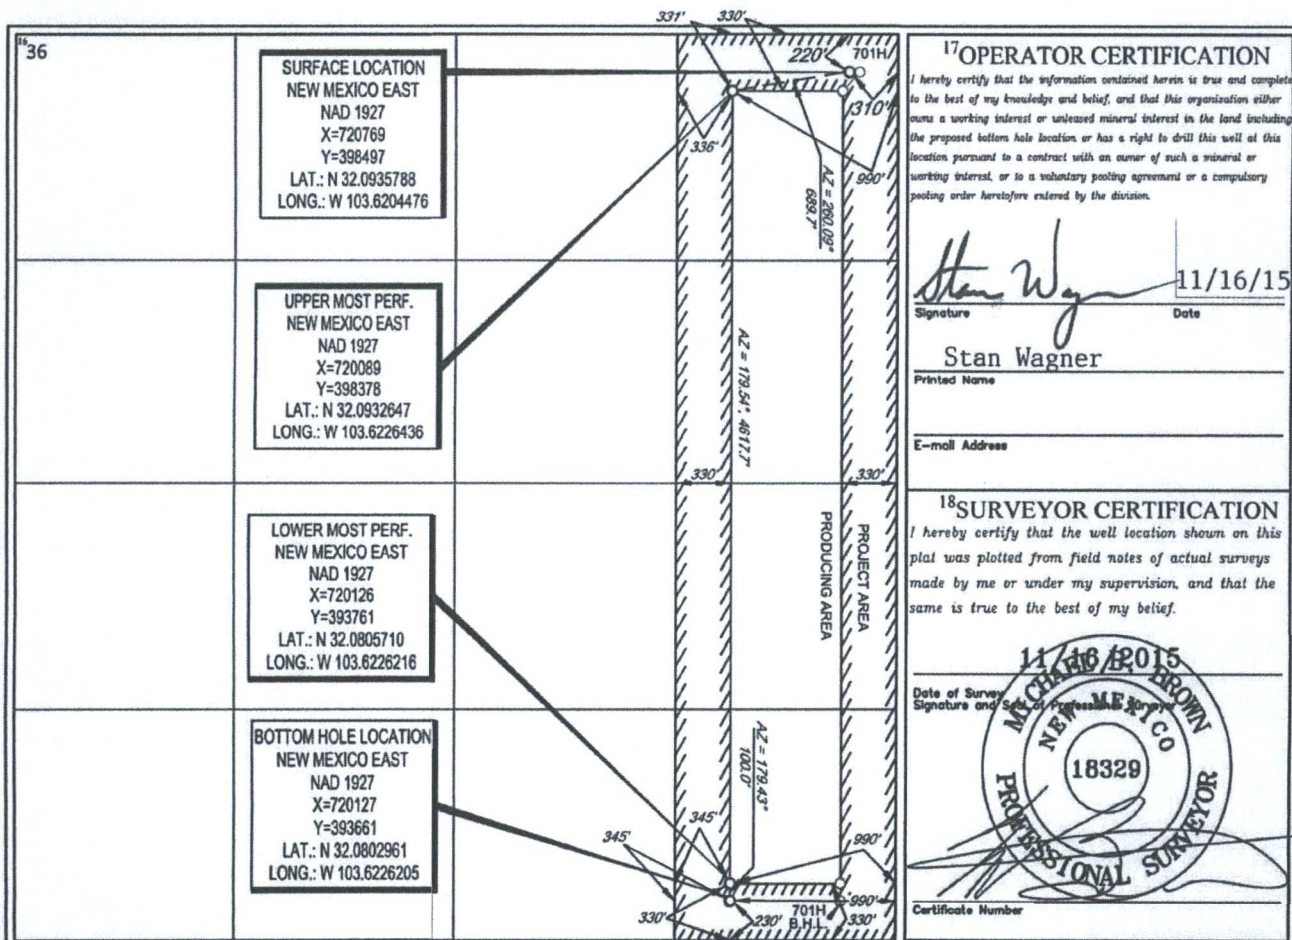 16 36
SURFACE LOCATION
NEW MEXICO EAST
NAD 1927
X=720769
Y=398497
LAT.: N 32.0935788
LONG.: W 103.6204476
UPPER MOST PERF.
NEW MEXICO EAST
NAD 1927
X=720089
Y=398378
LAT.: N 32.0932647
LONG.: W 103.6226436
LOWER MOST PERF.
NEW MEXICO EAST
NAD 1927
X=720126
Y=393761
LAT.: N 32.0805710
LONG.: W 103.6226216
BOTTOM HOLE LOCATION
NEW MEXICO EAST
NAD 1927
X=720127
Y=393661
LAT.: N 32.0802961
LONG.: W 103.6226205
331'
330'
220'
701H
310'
336'
990'
AZ = 260.09°
689.7'
AZ = 179.54°, 4617.7'
330'
330'
PROJECT AREA
PRODUCING AREA
AZ = 179.43°
100.0'
345'
345'
990'
330'
230'
701H
B.H.L.
990'
330'
17 OPERATOR CERTIFICATION
I hereby certify that the information contained herein is true and complete
to the best of my knowledge and belief, and that this organization either
owns a working interest or unleased mineral interest in the land including
the proposed bottom hole location or has a right to drill this well at this
location pursuant to a contract with an owner of such a mineral or
working interest, or to a voluntary pooling agreement or a compulsory
pooling order heretofore entered by the division.
Stan Wagner
11/16/15
Signature Date
Stan Wagner
Printed Name
E-mail Address
18 SURVEYOR CERTIFICATION
I hereby certify that the well location shown on this
plat was plotted from field notes of actual surveys
made by me or under my supervision, and that the
same is true to the best of my belief.
11/16/2015
Date of Survey
Signature and Seal of Professional Surveyor
MICHAEL B. BROWN
NEW MEXICO
18329
PROFESSIONAL SURVEYOR
Certificate Number